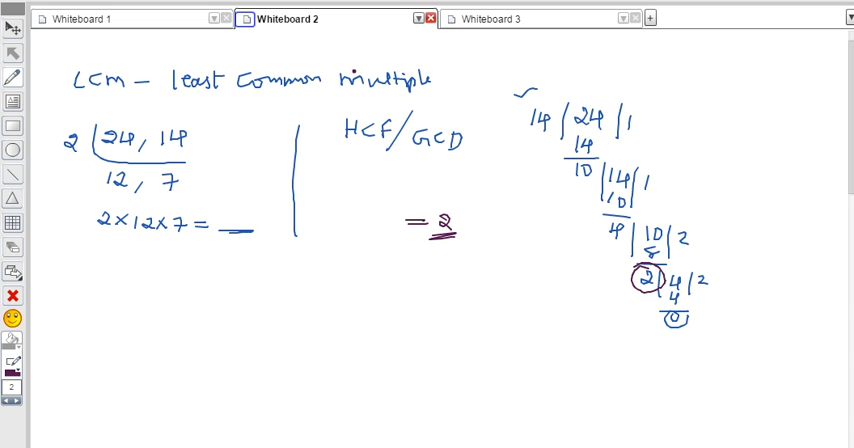 Whiteboard 1
Whiteboard 2
Whiteboard 3
LCM - least Common multiple
2 | 24, 14
12, 7
2 × 12 × 7 = __
HCF / GCD
= 2
14 | 24 | 1
14
10 | 14 | 1
10
4 | 10 | 2
8
2 | 4 | 2
4
0
2